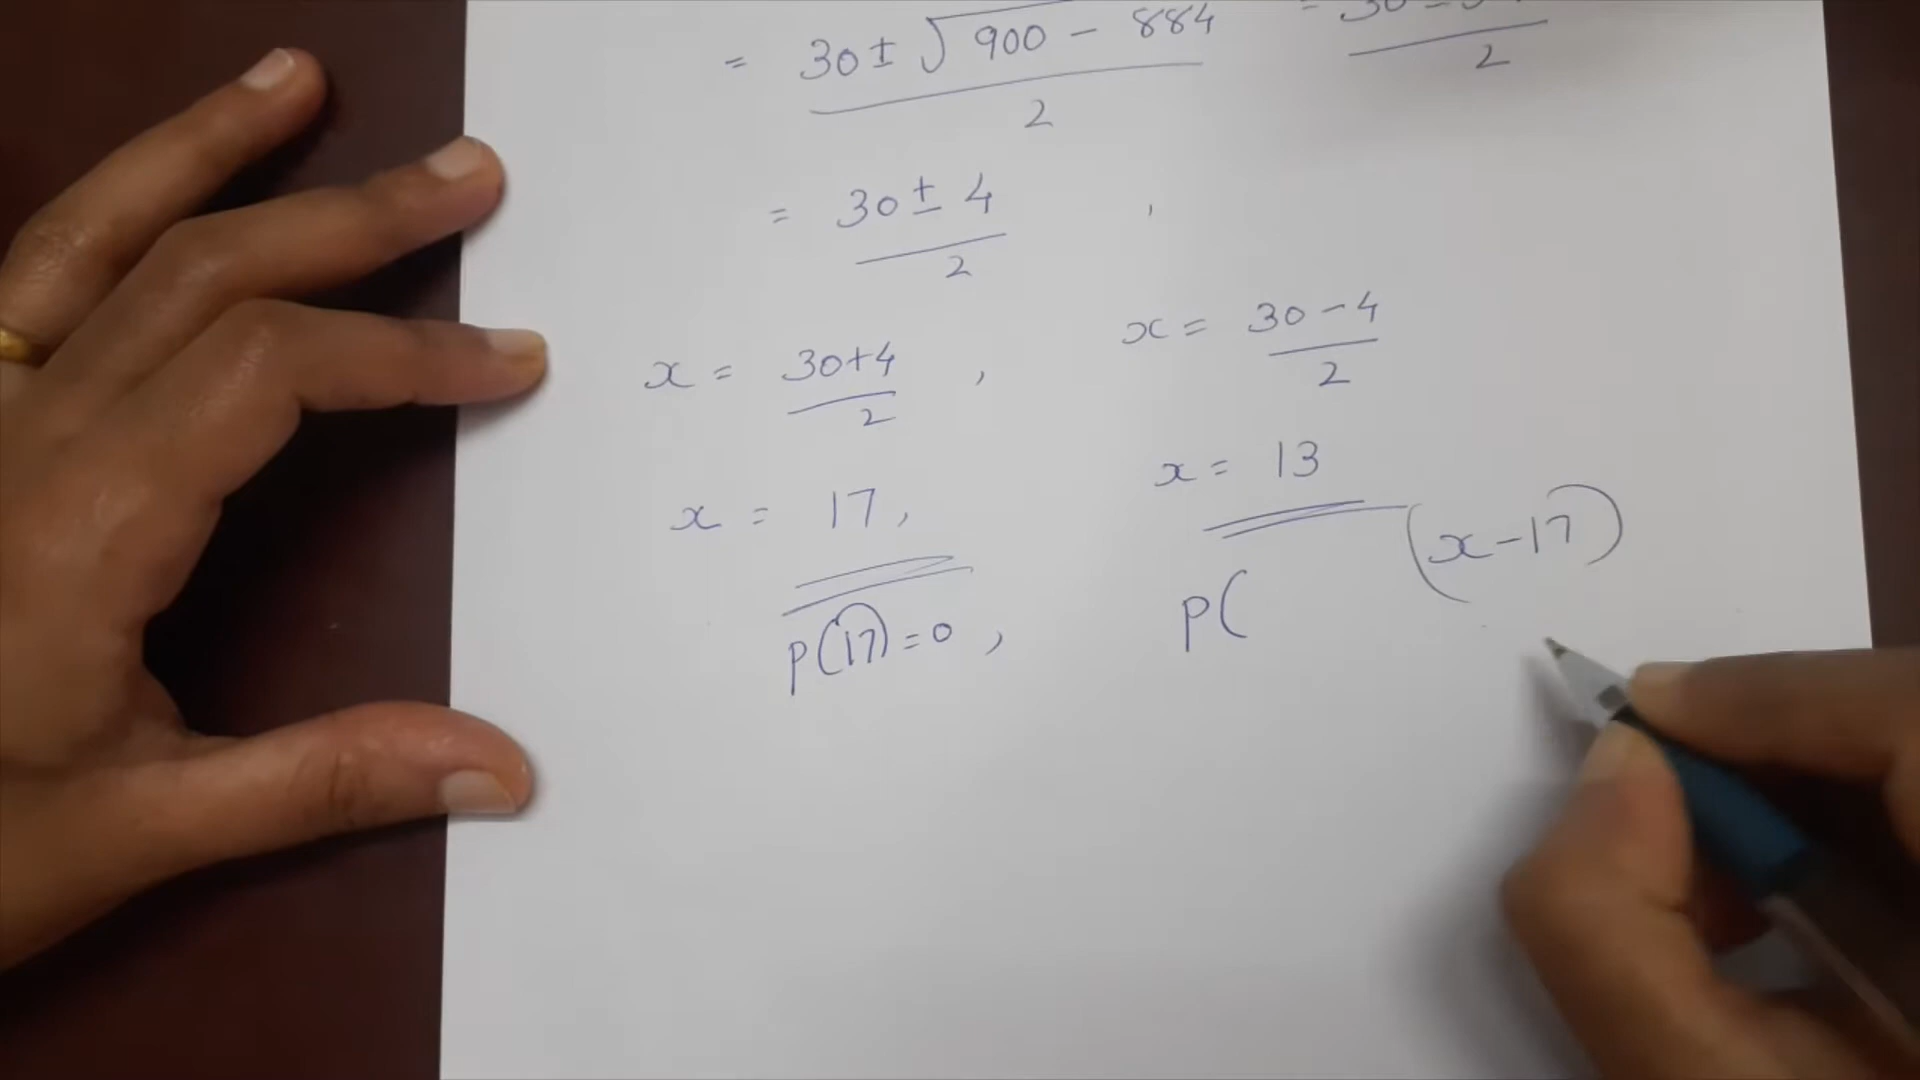 = 30 ± √900 - 884 / 2
= 30 ± 4 / 2
x = 30+4 / 2 , x = 30-4 / 2
x = 17, x = 13
(x-17)
p(17)=0, p(